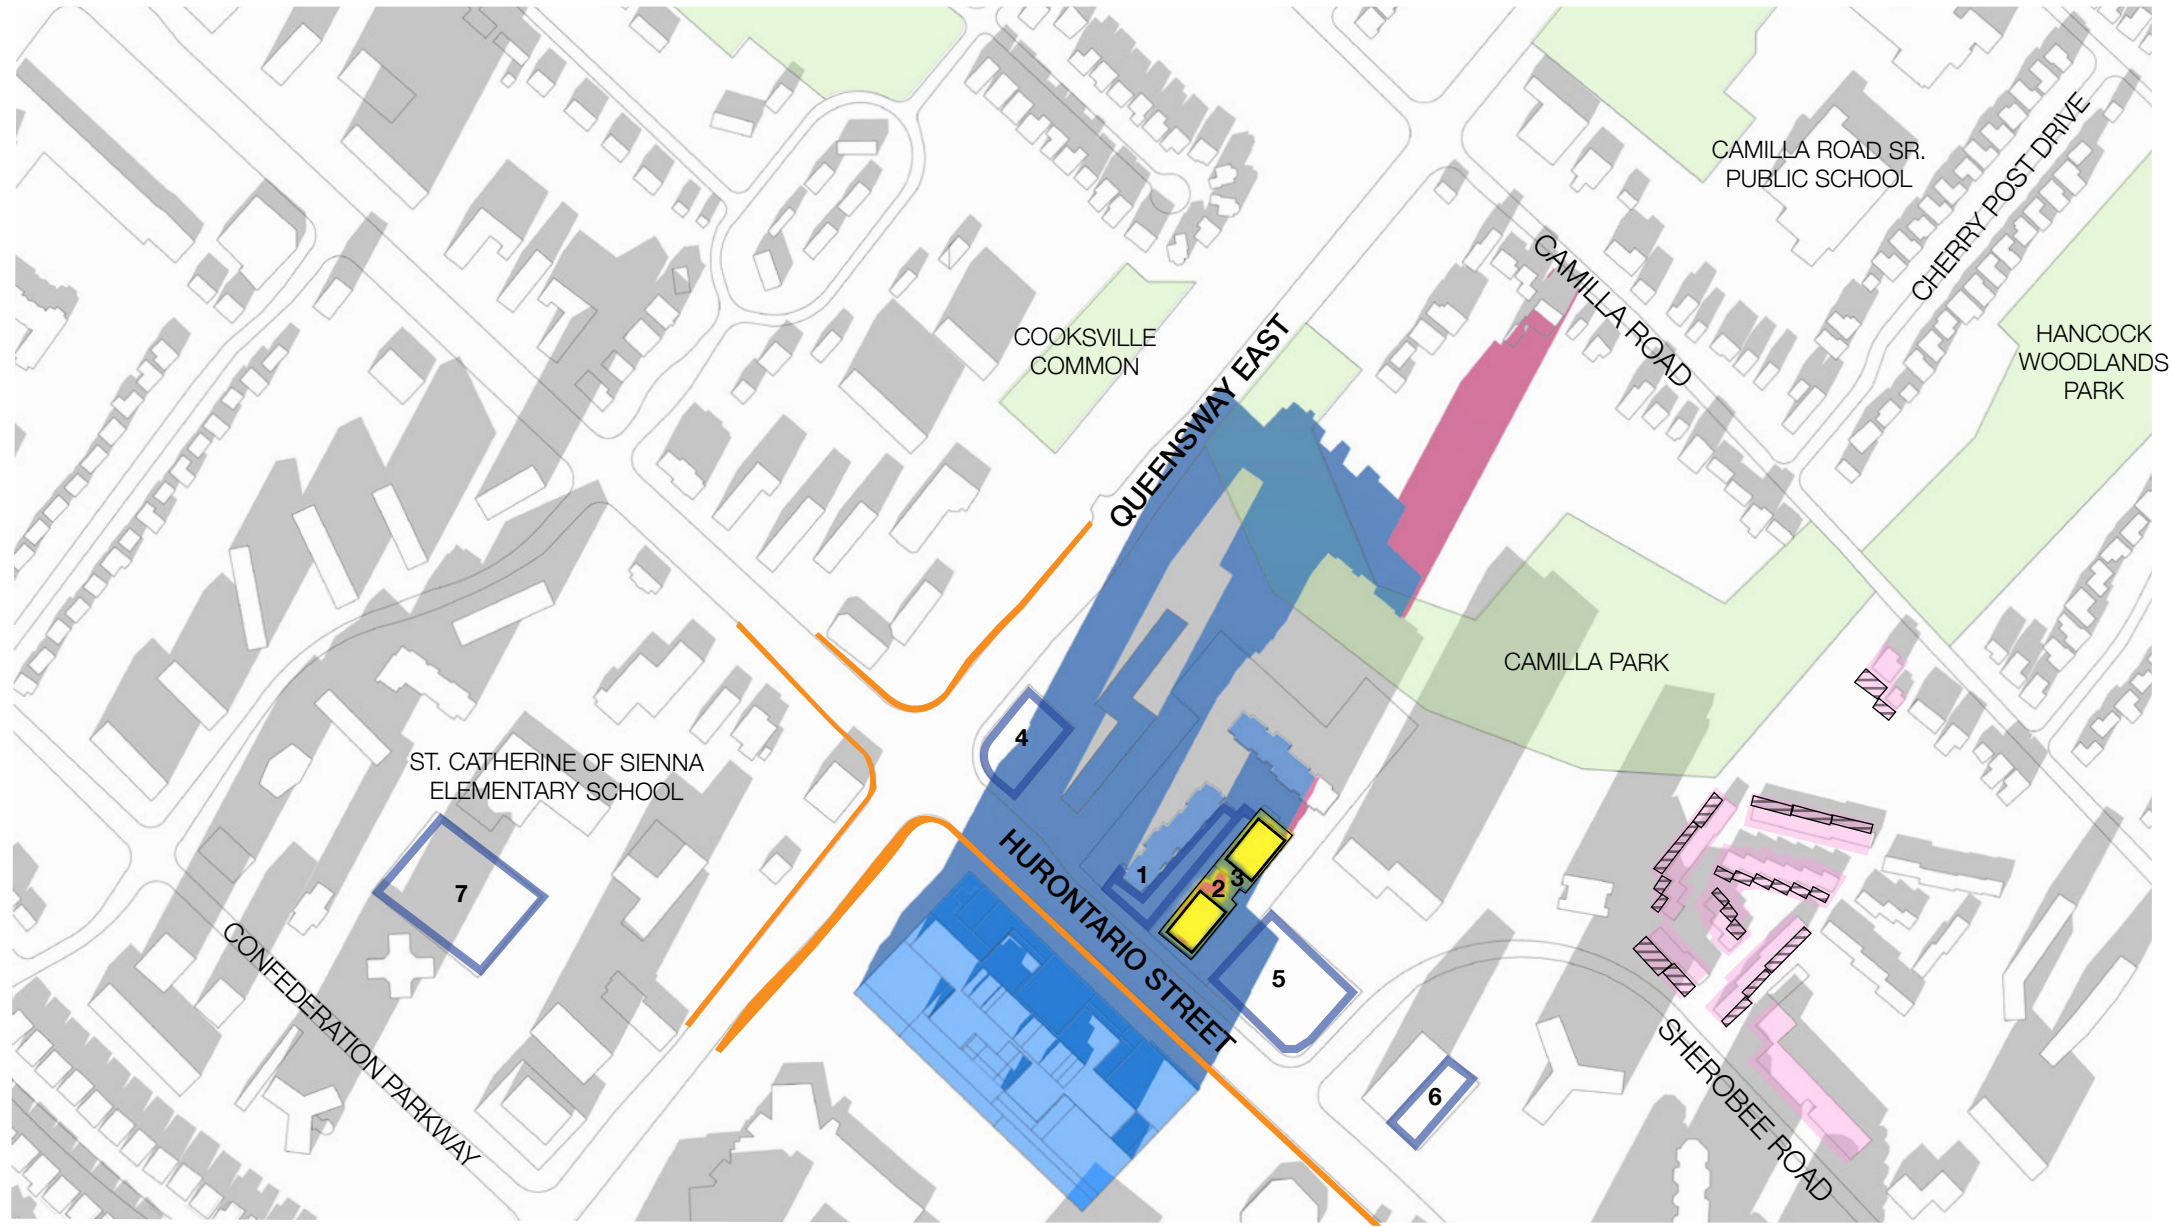 CAMILLA ROAD SR.
PUBLIC SCHOOL
CHERRY POST DRIVE
CAMILLA ROAD
HANCOCK
WOODLANDS
PARK
COOKSVILLE
COMMON
QUEENSWAY EAST
CAMILLA PARK
4
ST. CATHERINE OF SIENNA
ELEMENTARY SCHOOL
7
1
2
3
HURONTARIO STREET
5
CONFEDERATION PARKWAY
6
SHEROBEE ROAD